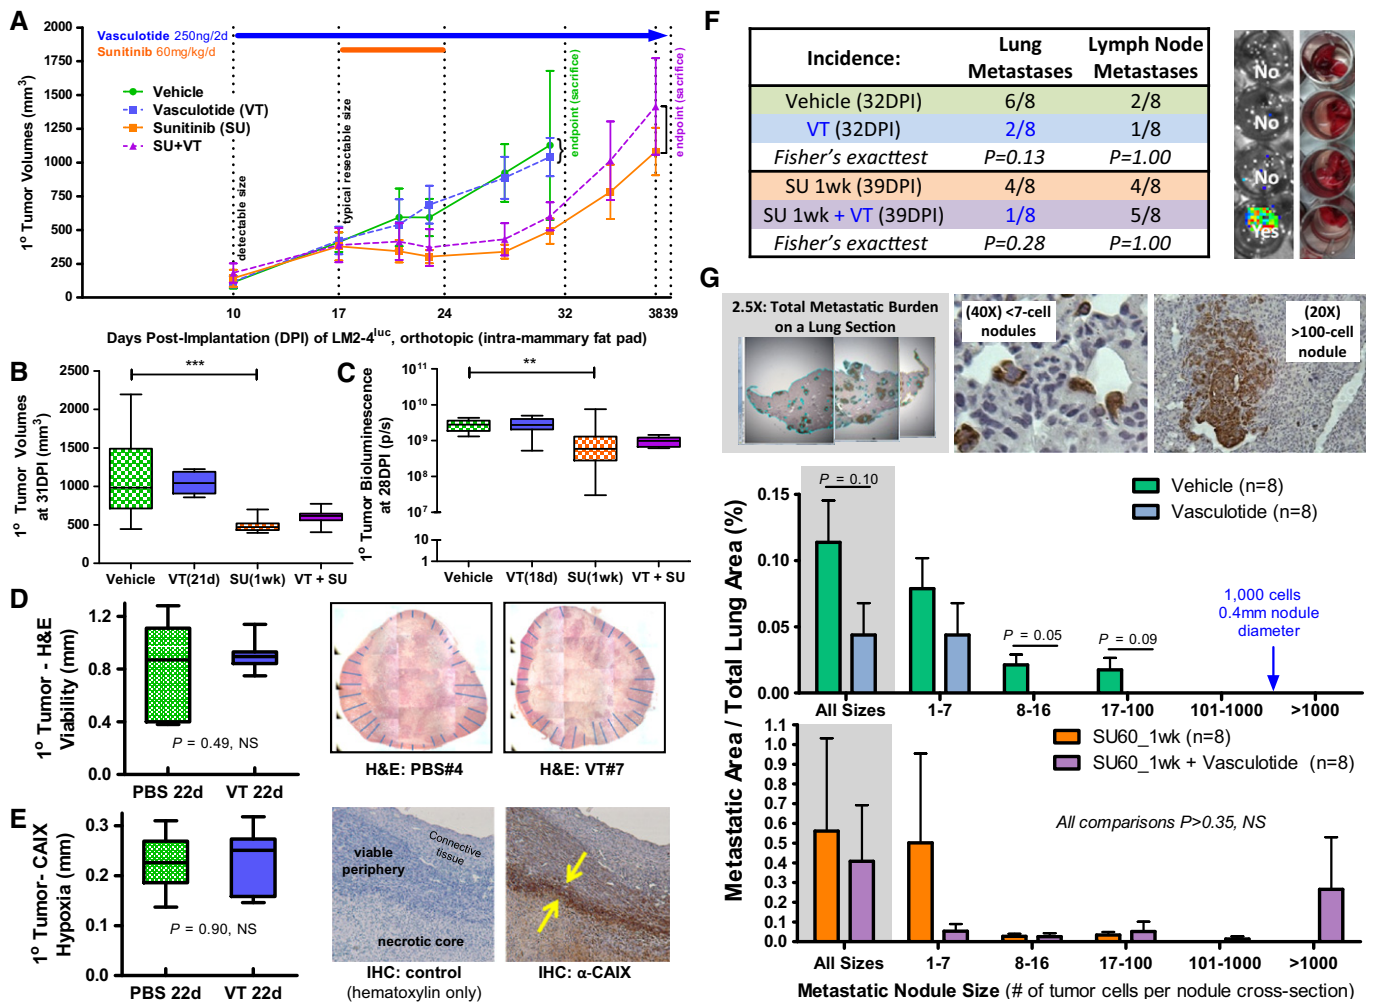 A
Vasculotide 250ng/2d
Sunitinib 60mg/kg/d
Vehicle
Vasculotide (VT)
Sunitinib (SU)
SU+VT
detectable size
typical resectable size
endpoint (sacrifice)
endpoint (sacrifice)
1º Tumor Volumes (mm³)
2000
1750
1500
1250
1000
750
500
250
0
10 17 24 32 38 39
Days Post-Implantation (DPI) of LM2-4ˡᵘᶜ, orthotopic (intra-mammary fat pad)
B
1º Tumor Volumes
at 31DPI (mm³)
2500
2000
1500
1000
500
0
***
Vehicle VT(21d) SU(1wk) VT + SU
C
1º Tumor Bioluminescence
at 28DPI (p/s)
10¹¹
10¹⁰
10⁹
10⁸
10⁷
10
1
**
Vehicle VT(18d) SU(1wk) VT + SU
D
1º Tumor - H&E
Viability (mm)
1.2
0.8
0.4
0.0
P = 0.49, NS
PBS 22d VT 22d
H&E: PBS#4 H&E: VT#7
E
1º Tumor- CAIX
Hypoxia (mm)
0.3
0.2
0.1
0.0
P = 0.90, NS
PBS 22d VT 22d
viable
periphery
Connective
tissue
necrotic core
IHC: control
(hematoxylin only)
IHC: α-CAIX
F
Incidence: Lung Metastases Lymph Node Metastases
Vehicle (32DPI) 6/8 2/8
VT (32DPI) 2/8 1/8
Fisher's exacttest P=0.13 P=1.00
SU 1wk (39DPI) 4/8 4/8
SU 1wk + VT (39DPI) 1/8 5/8
Fisher's exacttest P=0.28 P=1.00
No
No
No
Yes
G
2.5X: Total Metastatic Burden
on a Lung Section
(40X) <7-cell
nodules
(20X)
>100-cell
nodule
Metastatic Area / Total Lung Area (%)
0.15
0.10
0.05
0.00
P = 0.10
P = 0.05
P = 0.09
Vehicle (n=8)
Vasculotide (n=8)
1,000 cells
0.4mm nodule
diameter
All Sizes 1-7 8-16 17-100 101-1000 >1000
1.1
1.0
0.9
0.8
0.7
0.6
0.5
0.4
0.3
0.2
0.1
0.0
SU60_1wk (n=8)
SU60_1wk + Vasculotide (n=8)
All comparisons P>0.35, NS
All Sizes 1-7 8-16 17-100 101-1000 >1000
Metastatic Nodule Size (# of tumor cells per nodule cross-section)